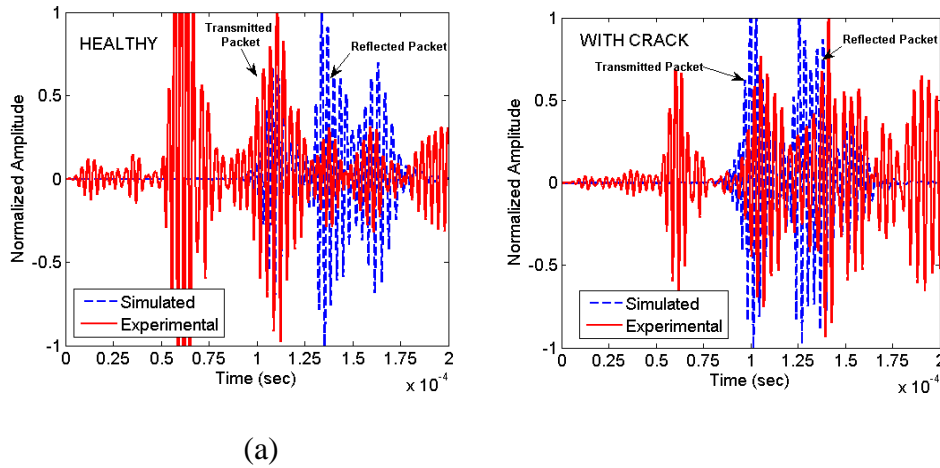 HEALTHY
Transmitted
Packet
Reflected Packet
Normalized Amplitude
1
0.5
0
-0.5
-1
Simulated
Experimental
0 0.25 0.5 0.75 1 1.25 1.5 1.75 2
Time (sec)
x 10-4
WITH CRACK
Reflected Packet
Transmitted Packet
Normalized Amplitude
1
0.5
0
-0.5
-1
Simulated
Experimental
0 0.25 0.5 0.75 1 1.25 1.5 1.75 2
Time (sec)
x 10-4
(a)